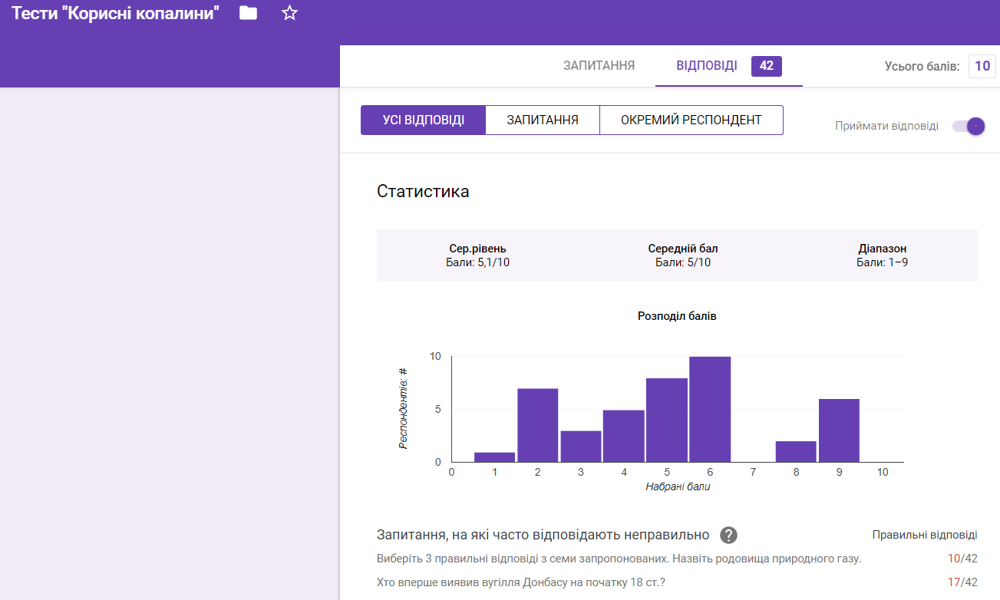 Тести "Корисні копалини"
ЗАПИТАННЯ ВІДПОВІДІ 42 Усього балів: 10
УСІ ВІДПОВІДІ ЗАПИТАННЯ ОКРЕМИЙ РЕСПОНДЕНТ Приймати відповіді
Статистика
Сер.рівень Середній бал Діапазон
Бали: 5,1/10 Бали: 5/10 Бали: 1–9
Розподіл балів
Респондентів: #
10
5
0
0 1 2 3 4 5 6 7 8 9 10
Набрані бали
Запитання, на які часто відповідають неправильно ? Правильні відповіді
Виберіть 3 правильні відповіді з семи запропонованих. Назвіть родовища природного газу. 10/42
Хто вперше виявив вугілля Донбасу на початку 18 ст.? 17/42